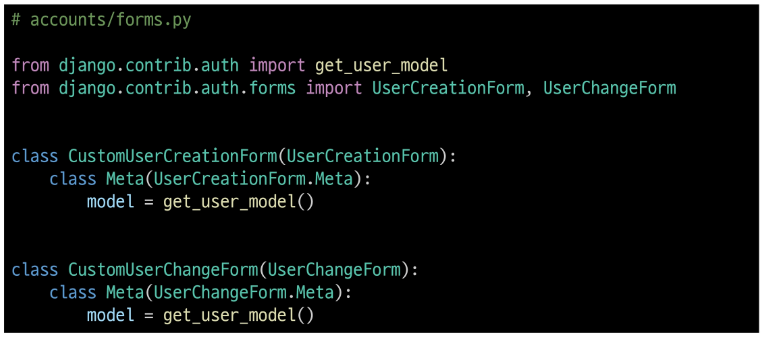 # accounts/forms.py
from django.contrib.auth import get_user_model
from django.contrib.auth.forms import UserCreationForm, UserChangeForm
class CustomUserCreationForm(UserCreationForm):
    class Meta(UserCreationForm.Meta):
        model = get_user_model()
class CustomUserChangeForm(UserChangeForm):
    class Meta(UserChangeForm.Meta):
        model = get_user_model()